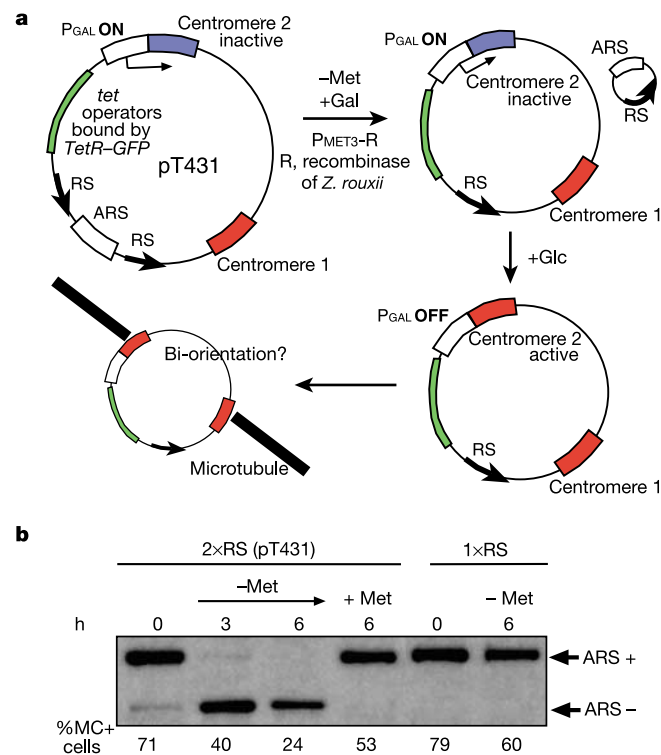 a
PGAL ON
Centromere 2
inactive
tet
operators
bound by
TetR–GFP
pT431
RS
ARS
RS
Centromere 1
–Met
+Gal
PMET3-R
R, recombinase
of Z. rouxii
PGAL ON
Centromere 2
inactive
RS
Centromere 1
ARS
RS
+Glc
PGAL OFF
Centromere 2
active
RS
Centromere 1
Bi-orientation?
Microtubule
b
2×RS (pT431) 1×RS
–Met + Met – Met
h 0 3 6 6 0 6
ARS +
ARS –
%MC+
cells 71 40 24 53 79 60